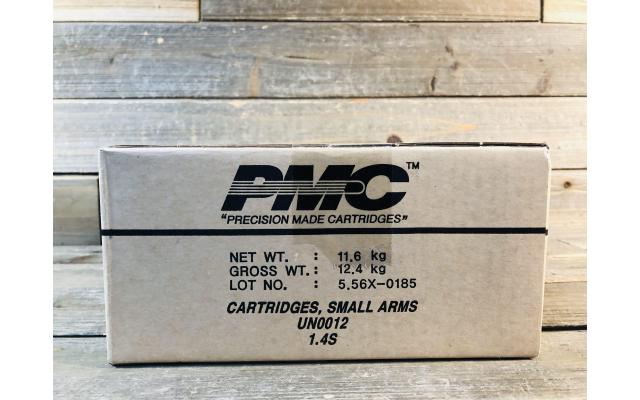 PMC™
"PRECISION MADE CARTRIDGES"
NET WT. : 11.6 kg
GROSS WT. : 12.4 kg
LOT NO. : 5.56X-0185
CARTRIDGES, SMALL ARMS
UN0012
1.4S